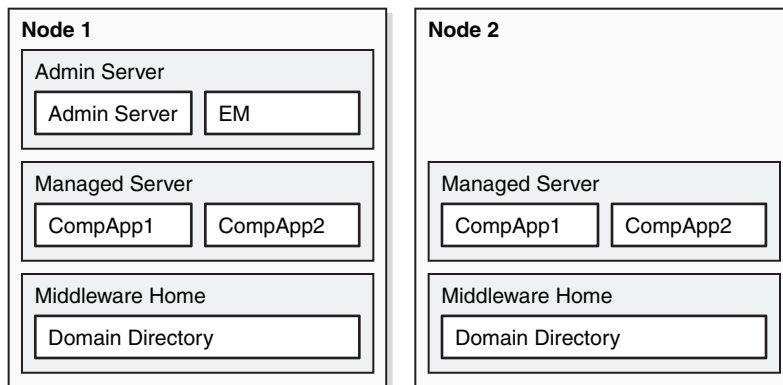 Node 1
Admin Server
Admin Server
EM
Managed Server
CompApp1
CompApp2
Middleware Home
Domain Directory
Node 2
Managed Server
CompApp1
CompApp2
Middleware Home
Domain Directory